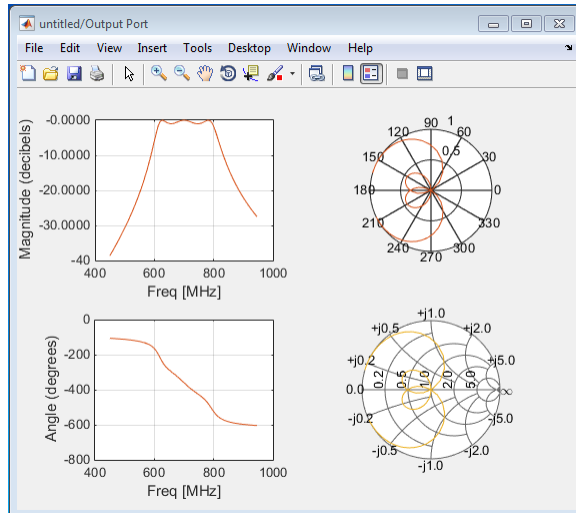 untitled/Output Port
File Edit View Insert Tools Desktop Window Help
Magnitude (decibels)
-0.0000
-10.0000
-20.0000
-30.0000
-40
400 600 800 1000
Freq [MHz]
90 1
120 60
0.5
150 30
180 0
210 330
240 300
270
Angle (degrees)
0
-200
-400
-600
-800
400 600 800 1000
Freq [MHz]
+j1.0
+j0.5 +j2.0
+j0.2 +j5.0
0.0 0.2 0.5 1.0 2.0 5.0 ∞
-j0.2 -j5.0
-j0.5 -j2.0
-j1.0